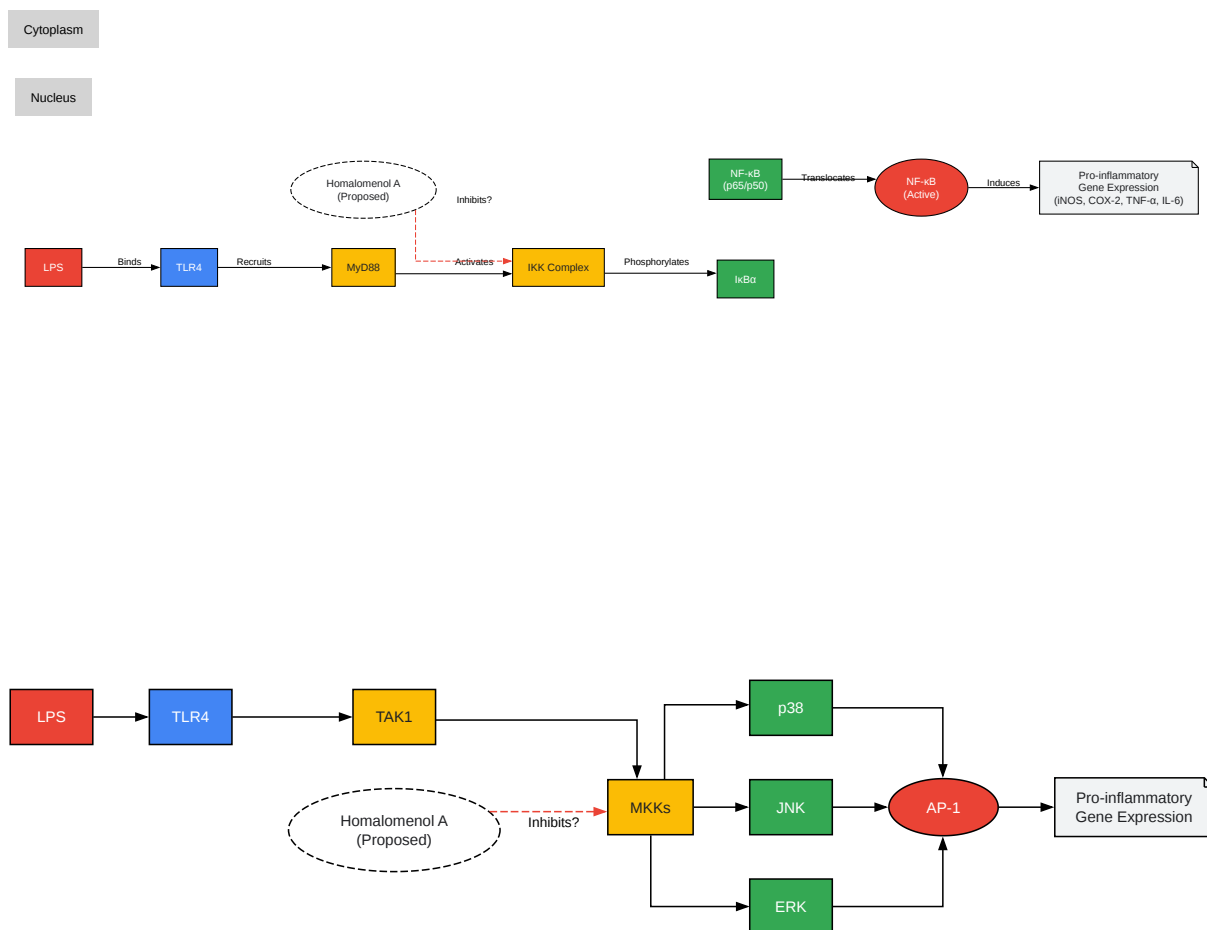 Cytoplasm
Nucleus
Homalomenol A
(Proposed)
Inhibits?
NF-κB
(p65/p50)
Translocates
NF-κB
(Active)
Induces
Pro-inflammatory
Gene Expression
(iNOS, COX-2, TNF-α, IL-6)
LPS
Binds
TLR4
Recruits
MyD88
Activates
IKK Complex
Phosphorylates
IκBα
LPS
TLR4
TAK1
p38
Homalomenol A
(Proposed)
Inhibits?
MKKs
JNK
AP-1
Pro-inflammatory
Gene Expression
ERK